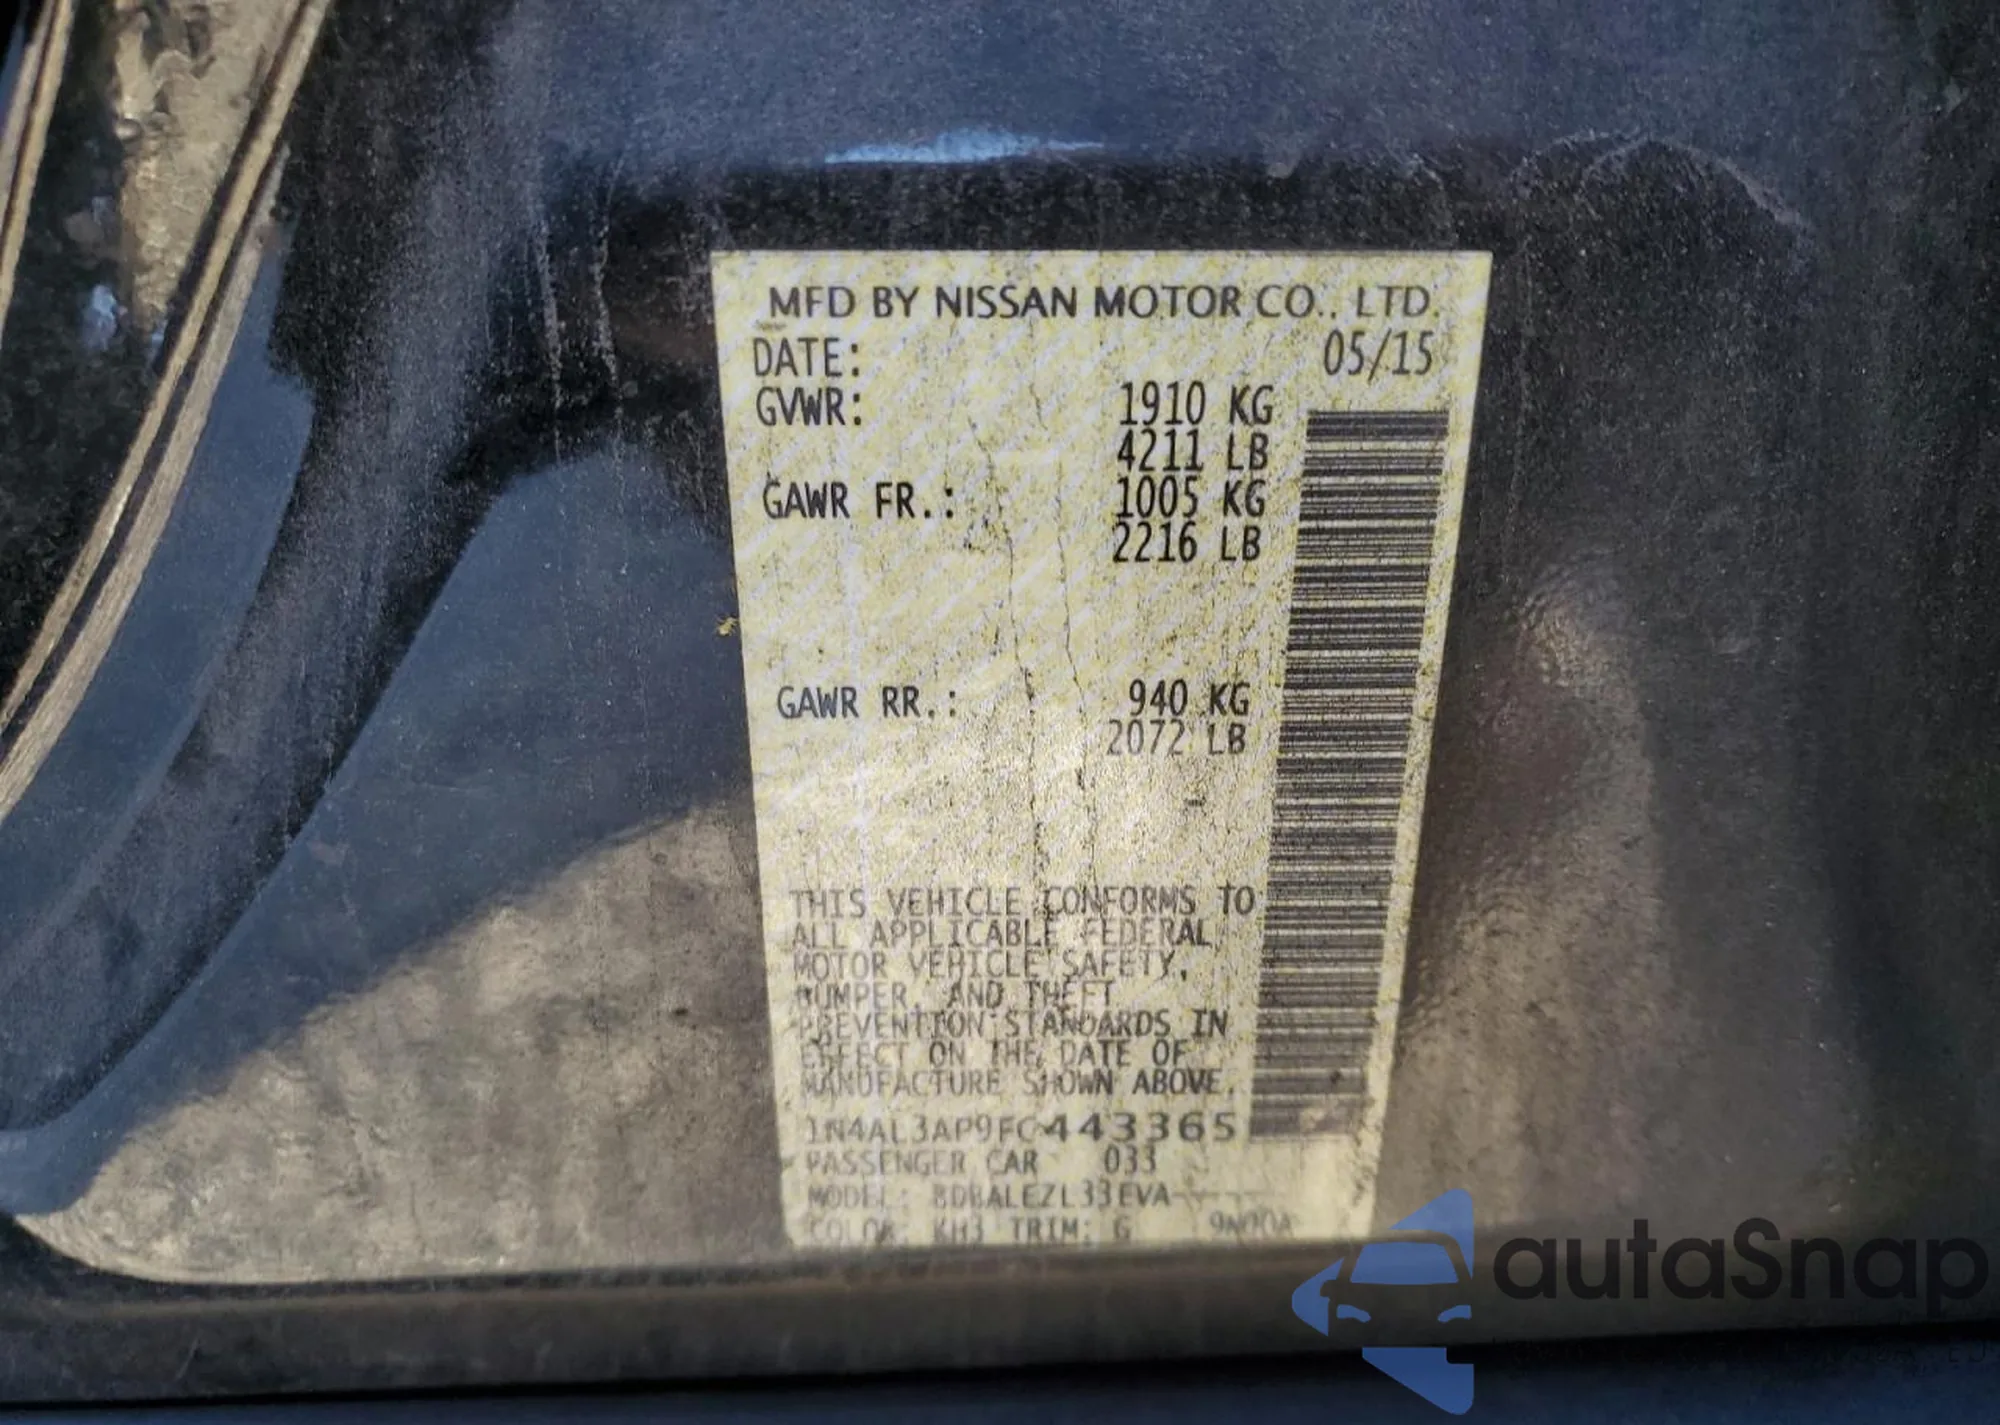 MFD BY NISSAN MOTOR CO., LTD.
DATE: 05/15
GVWR: 1910 KG
4211 LB
GAWR FR.: 1005 KG
2216 LB
GAWR RR.: 940 KG
2072 LB
THIS VEHICLE CONFORMS TO
ALL APPLICABLE FEDERAL
MOTOR VEHICLE SAFETY,
BUMPER, AND THEFT
PREVENTION STANDARDS IN
EFFECT ON THE DATE OF
MANUFACTURE SHOWN ABOVE.
1N4AL3AP9FC443365
PASSENGER CAR 033
MODEL:
COLOR: KH3 TRIM: G
autaSnap